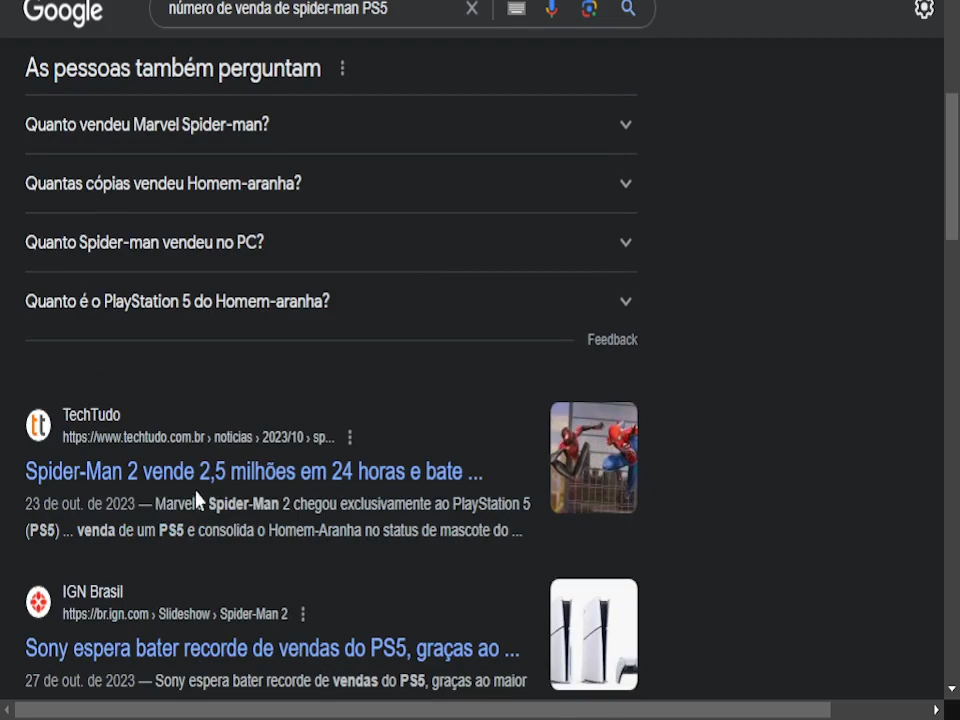 Google
número de venda de spider-man PS5
As pessoas também perguntam
Quanto vendeu Marvel Spider-man?
Quantas cópias vendeu Homem-aranha?
Quanto Spider-man vendeu no PC?
Quanto é o PlayStation 5 do Homem-aranha?
Feedback
TechTudo
https://www.techtudo.com.br › noticias › 2023/10 › sp...
Spider-Man 2 vende 2,5 milhões em 24 horas e bate ...
23 de out. de 2023 — Marvel's Spider-Man 2 chegou exclusivamente ao PlayStation 5
(PS5) ... venda de um PS5 e consolida o Homem-Aranha no status de mascote do ...
IGN Brasil
https://br.ign.com › Slideshow › Spider-Man 2
Sony espera bater recorde de vendas do PS5, graças ao ...
27 de out. de 2023 — Sony espera bater recorde de vendas do PS5, graças ao maior